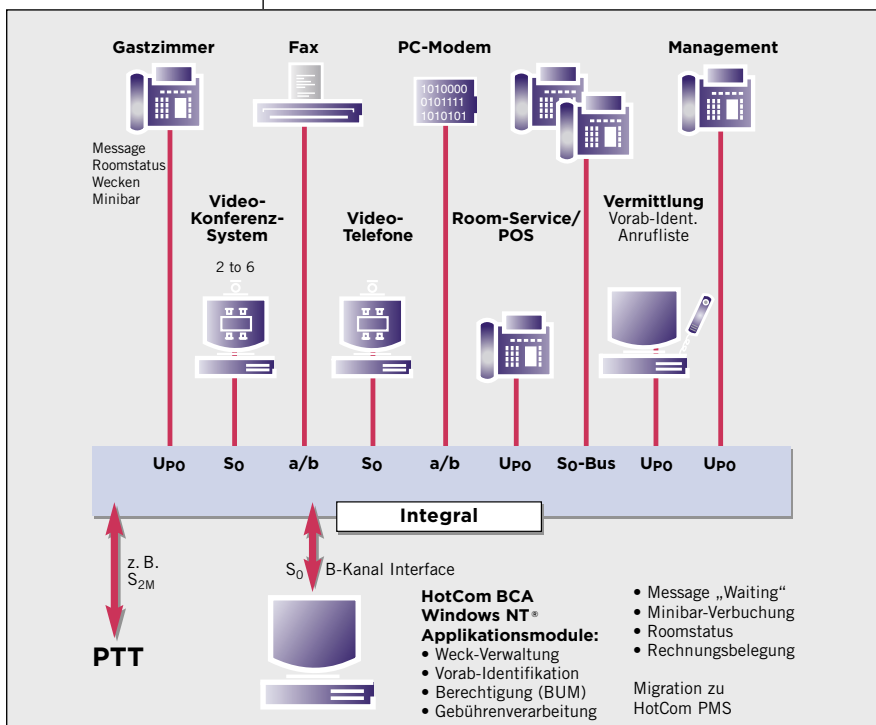 Gastzimmer
Fax
PC-Modem
Management
1010000
0101111
1010101
Message
Roomstatus
Wecken
Minibar
Video-
Konferenz-
System
2 to 6
Video-
Telefone
Room-Service/
POS
Vermittlung
Vorab-Ident.
Anrufliste
UP0 S0 a/b S0 a/b UP0 S0-Bus UP0 UP0
Integral
z. B.
S2M
PTT
S0 B-Kanal Interface
HotCom BCA
Windows NT®
Applikationsmodule:
• Weck-Verwaltung
• Vorab-Identifikation
• Berechtigung (BUM)
• Gebührenverarbeitung
• Message „Waiting“
• Minibar-Verbuchung
• Roomstatus
• Rechnungsbelegung
Migration zu
HotCom PMS